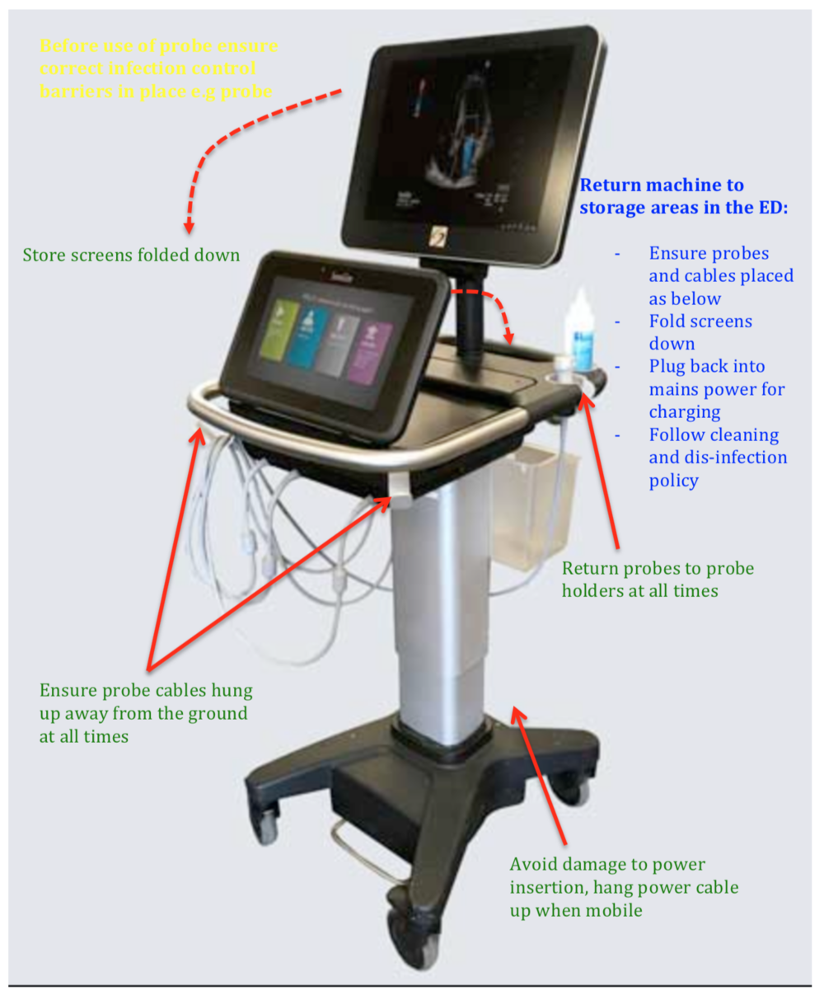 Before use of probe ensure
correct infection control
barriers in place e.g probe
Return machine to
storage areas in the ED:
- Ensure probes
and cables placed
as below
- Fold screens
down
- Plug back into
mains power for
charging
- Follow cleaning
and dis-infection
policy
Store screens folded down
Return probes to probe
holders at all times
Ensure probe cables hung
up away from the ground
at all times
Avoid damage to power
insertion, hang power cable
up when mobile